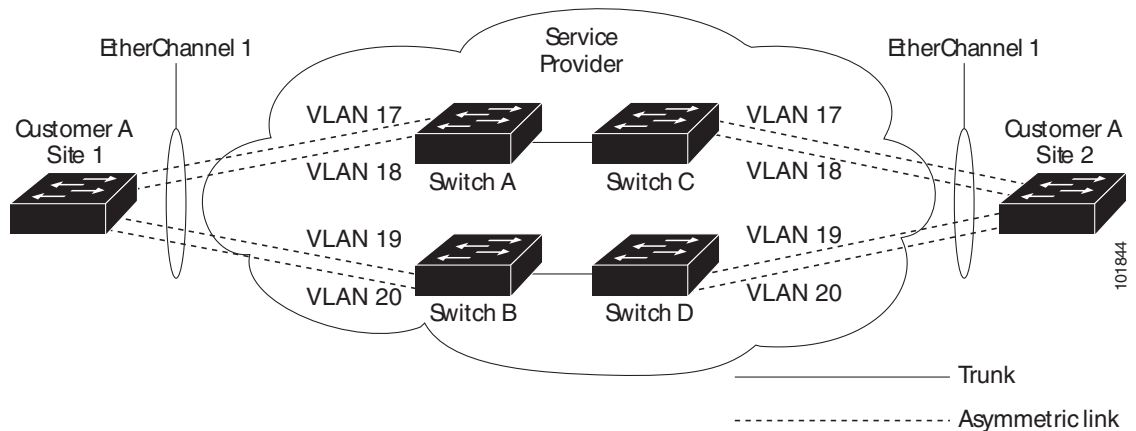 EtherChannel 1
Service
Provider
EtherChannel 1
Customer A
Site 1
VLAN 17
VLAN 18
Switch A
Switch C
VLAN 17
VLAN 18
Customer A
Site 2
VLAN 19
VLAN 20
Switch B
Switch D
VLAN 19
VLAN 20
101844
Trunk
Asymmetric link